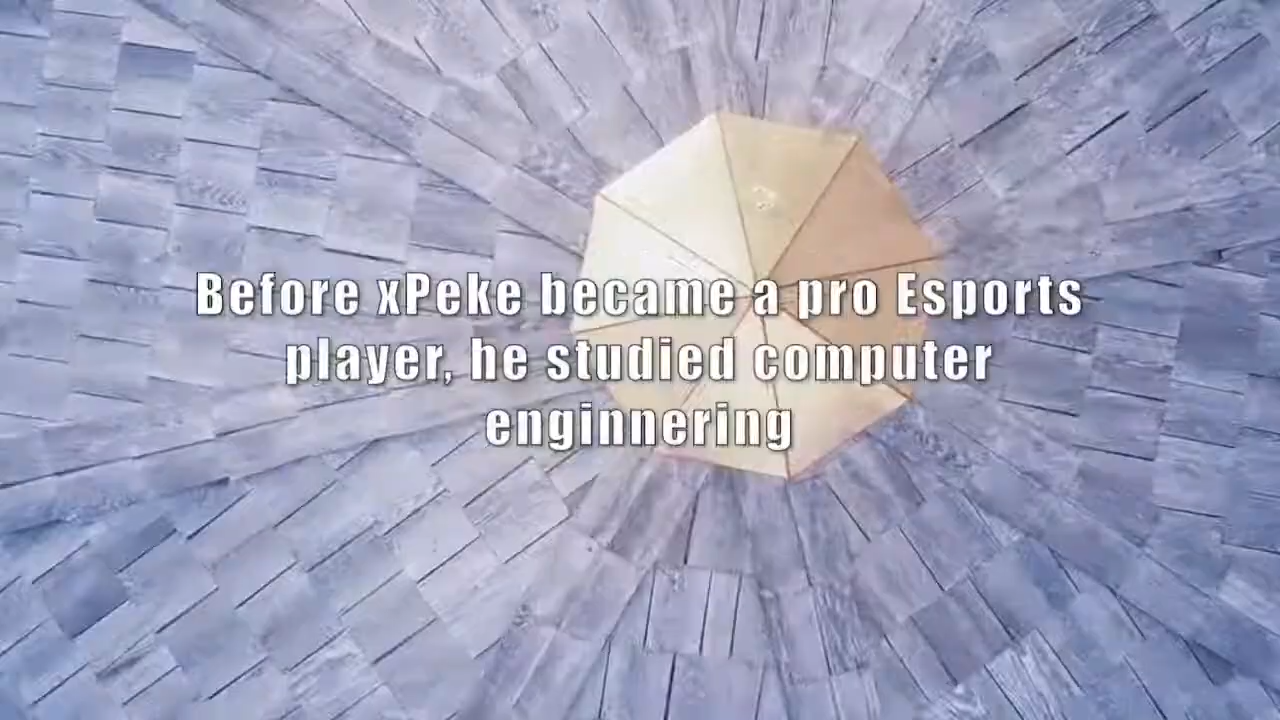 Before xPeke became a pro Esports
player, he studied computer
enginnering